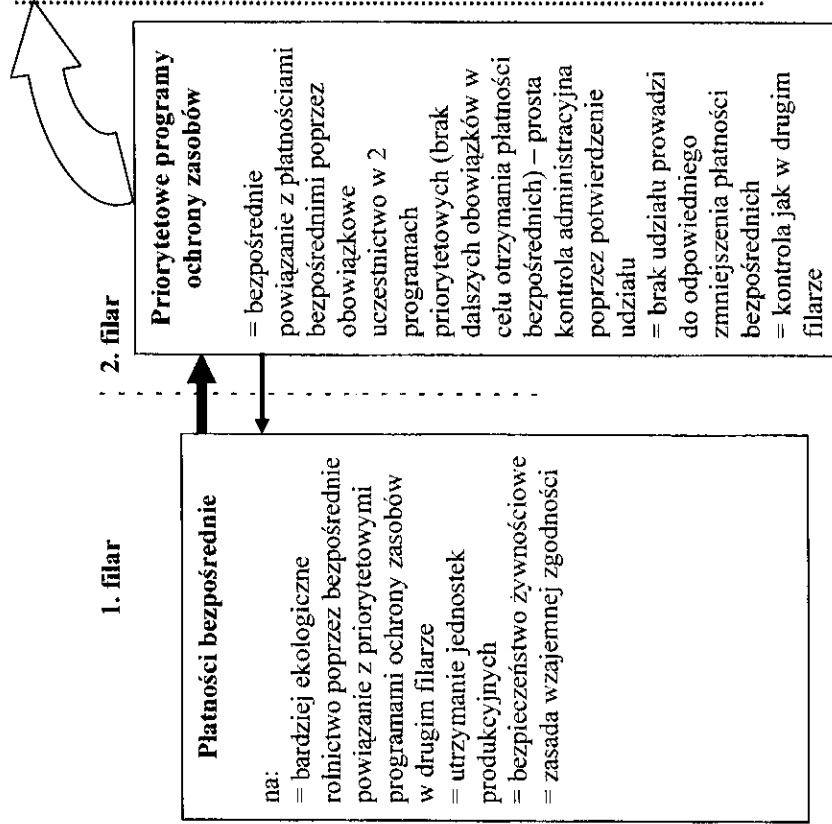 1. filar
Płatności bezpośrednie
na:
= bardziej ekologiczne
rolnictwo poprzez bezpośrednie
powiązanie z priorytetowymi
programami ochrony zasobów
w drugim filarze
= utrzymanie jednostek
produkcyjnych
= bezpieczeństwo żywnościowe
= zasada wzajemnej zgodności
2. filar
Priorytetowe programy
ochrony zasobów
= bezpośrednie
powiązanie z płatnościami
bezpośrednimi poprzez
obowiązkowe
uczestnictwo w 2
programach
priorytetowych (brak
dalszych obowiązków w
celu otrzymania płatności
bezpośrednich) – prosta
kontrola administracyjna
poprzez potwierdzenie
udziału
= brak udziału prowadzi
do odpowiedniego
zmniejszenia płatności
bezpośrednich
= kontrola jak w drugim
filarze